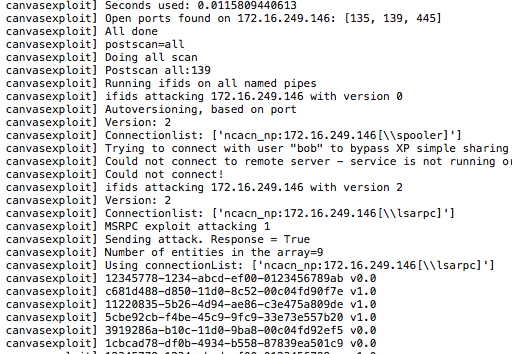 canvasexploit] Seconds used: 0.0115809440613
canvasexploit] Open ports found on 172.16.249.146: [135, 139, 445]
canvasexploit] All done
canvasexploit] postscan=all
canvasexploit] Doing all scan
canvasexploit] Postscan all:139
canvasexploit] Running ifids on all named pipes
canvasexploit] ifids attacking 172.16.249.146 with version 0
canvasexploit] Autoversioning, based on port
canvasexploit] Version: 2
canvasexploit] Connectionlist: ['ncacn_np:172.16.249.146[\\spooler]']
canvasexploit] Trying to connect with user "bob" to bypass XP simple sharing
canvasexploit] Could not connect to remote server - service is not running or
canvasexploit] Could not connect!
canvasexploit] ifids attacking 172.16.249.146 with version 2
canvasexploit] Version: 2
canvasexploit] Connectionlist: ['ncacn_np:172.16.249.146[\\lsarpc]']
canvasexploit] MSRPC exploit attacking 1
canvasexploit] Sending attack. Response = True
canvasexploit] Number of entities in the array=9
canvasexploit] Using connectionList: ['ncacn_np:172.16.249.146[\\lsarpc]']
canvasexploit] 12345778-1234-abcd-ef00-0123456789ab v0.0
canvasexploit] c681d488-d850-11d0-8c52-00c04fd90f7e v1.0
canvasexploit] 11220835-5b26-4d94-ae86-c3e475a809de v1.0
canvasexploit] 5cbe92cb-f4be-45c9-9fc9-33e73e557b20 v1.0
canvasexploit] 3919286a-b10c-11d0-9ba8-00c04fd92ef5 v0.0
canvasexploit] 1cbcad78-df0b-4934-b558-87839ea501c9 v0.0